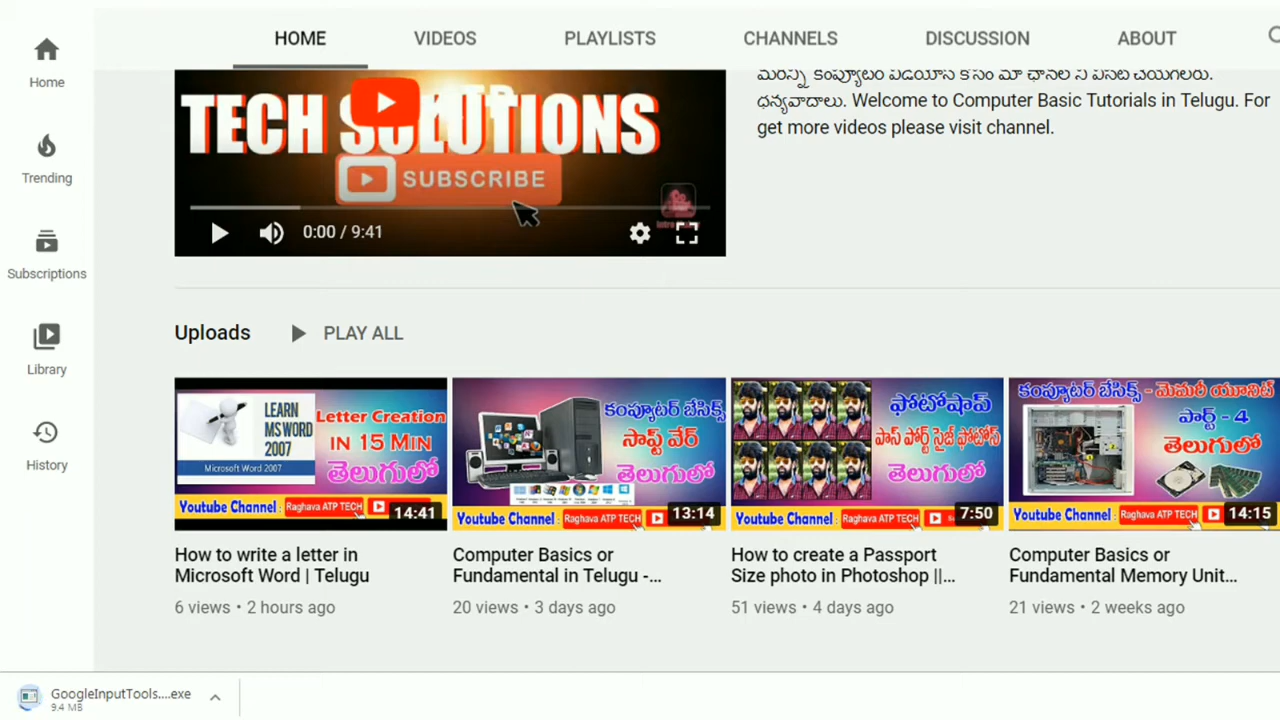 HOME VIDEOS PLAYLISTS CHANNELS DISCUSSION ABOUT
Home
Trending
Subscriptions
Library
History
TECH SOLUTIONS
SUBSCRIBE
0:00 / 9:41
ధన్యవాదాలు. Welcome to Computer Basic Tutorials in Telugu. For
get more videos please visit channel.
Uploads PLAY ALL
LEARN
MS WORD
2007
Microsoft Word 2007
Letter Creation
IN 15 MIN
తెలుగులో
Youtube Channel : Raghava ATP TECH
14:41
How to write a letter in
Microsoft Word | Telugu
6 views • 2 hours ago
కంప్యూటర్ బేసిక్స్
సాఫ్ట్ వేర్
తెలుగులో
Youtube Channel : Raghava ATP TECH
13:14
Computer Basics or
Fundamental in Telugu -...
20 views • 3 days ago
ఫోటోషాప్
పాస్ పోర్ట్ సైజ్ ఫోటోస్
తెలుగులో
Youtube Channel : Raghava ATP TECH
7:50
How to create a Passport
Size photo in Photoshop ||...
51 views • 4 days ago
కంప్యూటర్ బేసిక్స్ - మెమరీ యూనిట్
పార్ట్ - 4
తెలుగులో
Youtube Channel : Raghava ATP TECH
14:15
Computer Basics or
Fundamental Memory Unit...
21 views • 2 weeks ago
GoogleInputTools....exe
9.4 MB